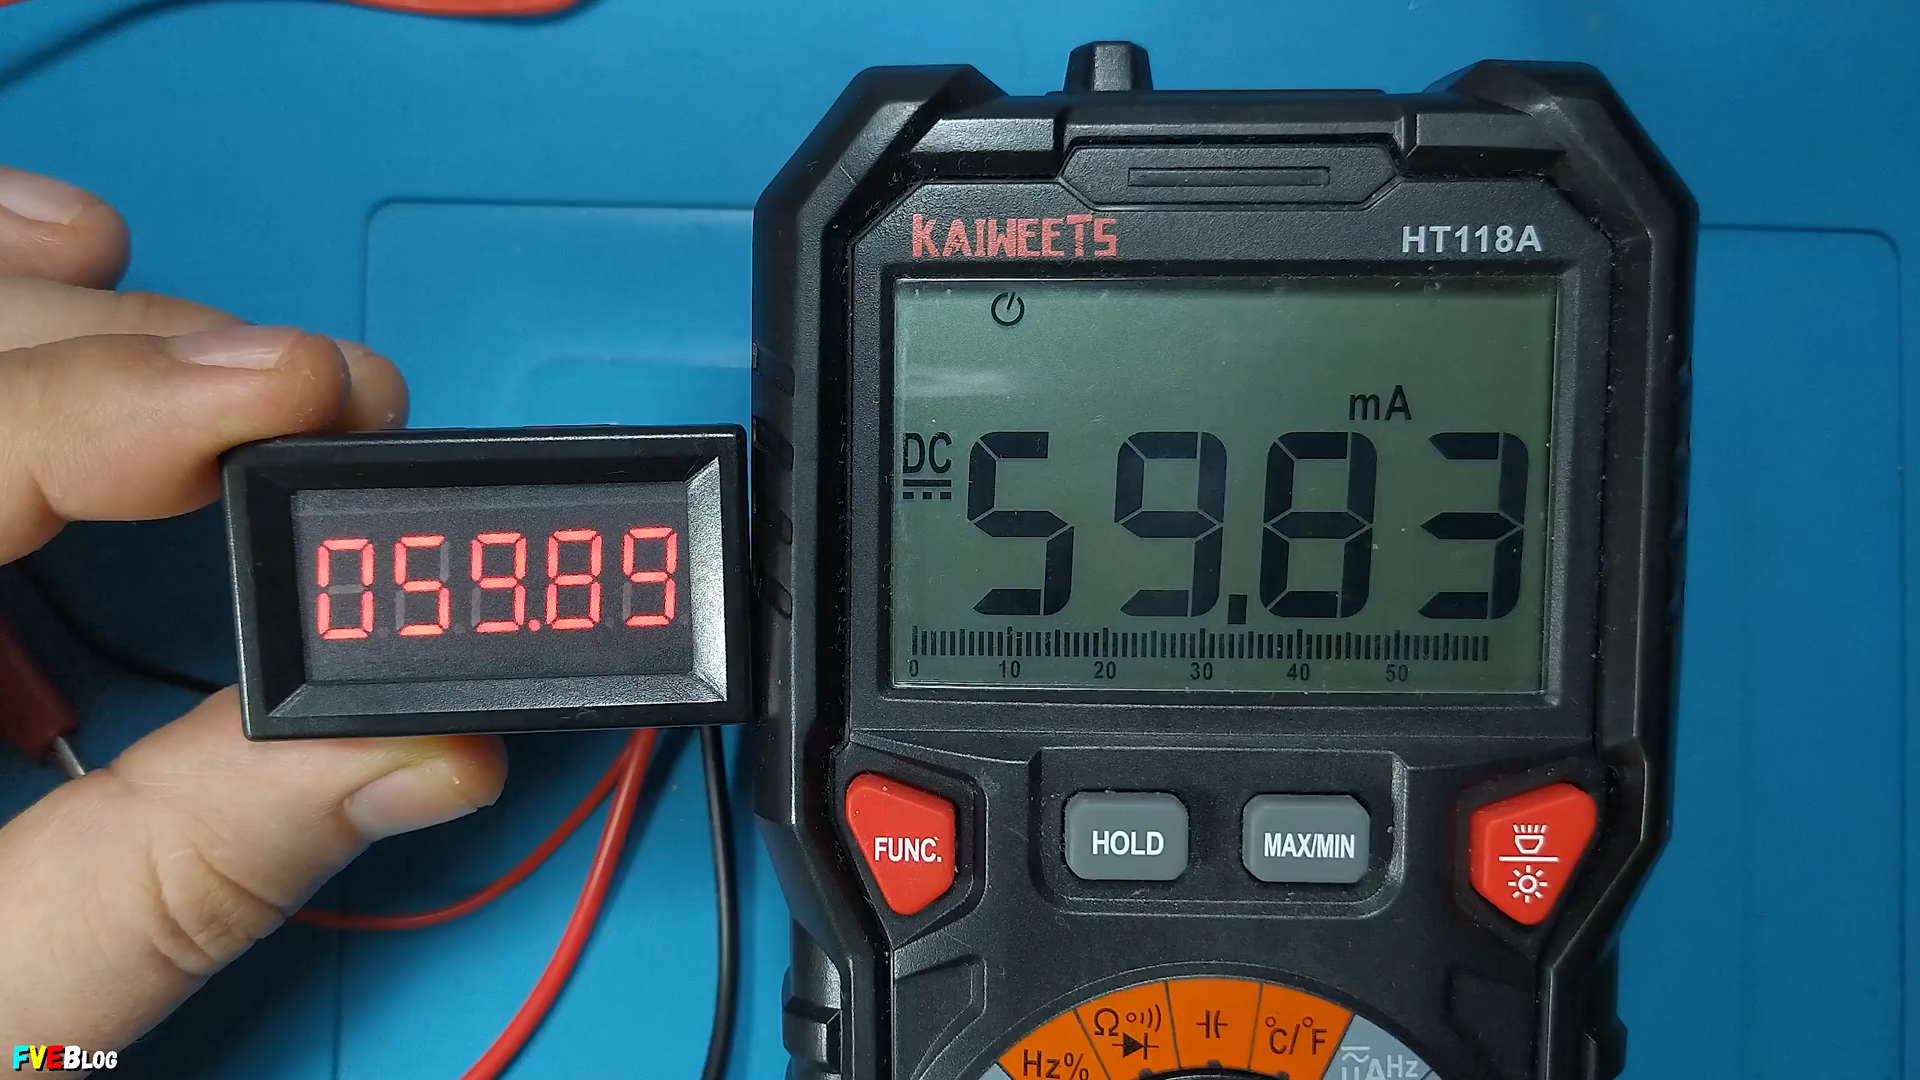 KAIWEETS HT118A
mA
DC 59.83
0 10 20 30 40 50
059.89
FUNC. HOLD MAX/MIN
Hz% Ω °C/°F Hz
FVEBLOG